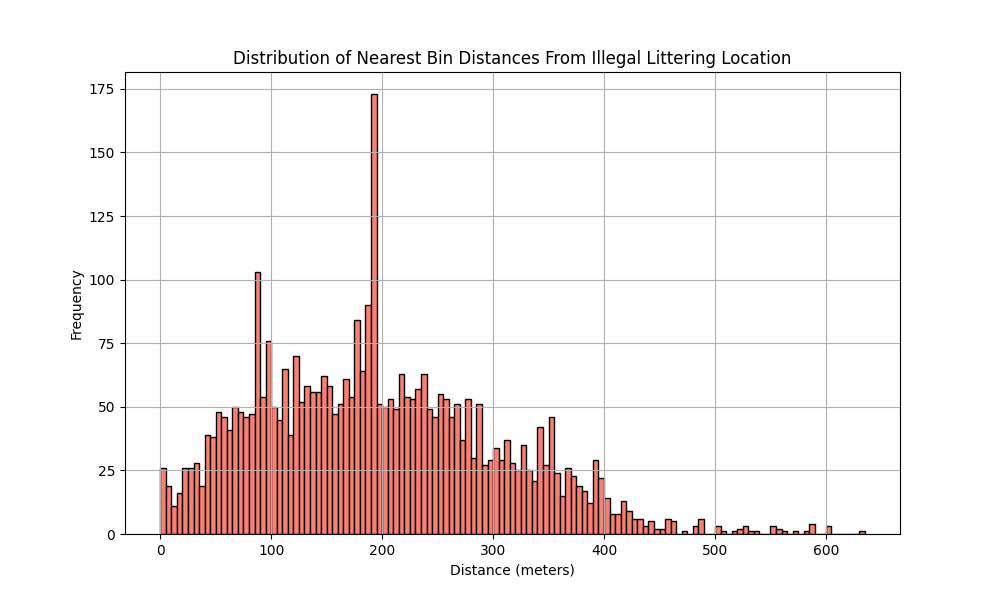 Distribution of Nearest Bin Distances From Illegal Littering Location
175
150
125
100
75
50
25
0
Frequency
0 100 200 300 400 500 600
Distance (meters)